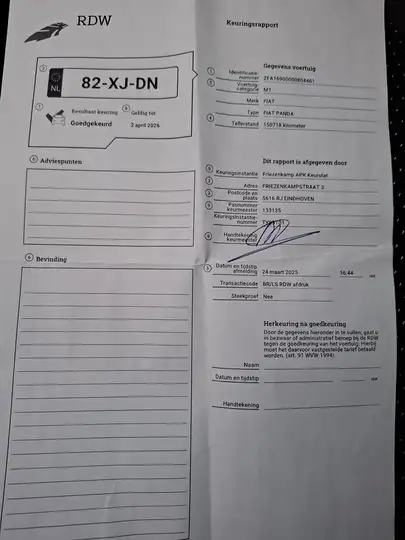 RDW
Keuringsrapport
NL
82-XJ-DN
Resultaat keuring
Goedgekeurd
Geldig tot
2 april 2026
Adviespunten
Bevinding
Gegevens voertuig
Identificatie-
nummer
Voertuig-
categorie M1
Merk FIAT
Type FIAT PANDA
Tellerstand 150718 kilometer
Dit rapport is afgegeven door
Keuringsinstantie Friezenkamp APK Keurstat
Adres FRIEZENKAMPSTRAAT 3
Postcode en
plaats 5616 RJ EINDHOVEN
Pasnummer
keurmeester 133135
Keuringsinstantie-
nummer
Handtekening
keurmeester
Datum en tijdstip
afmelding 24 maart 2025 16:44 uur
Transactiecode BR/LS RDW afdruk
Steekproef Nee
Herkeuring na goedkeuring
Door de gegevens hieronder in te vullen, gaat u
in bezwaar of administratief beroep bij de RDW
tegen de goedkeuring van het voertuig. Hierbij
moet het daarvoor vastgestelde tarief betaald
worden. (art. 91 WVW 1994).
Naam
Datum en tijdstip uur
Handtekening